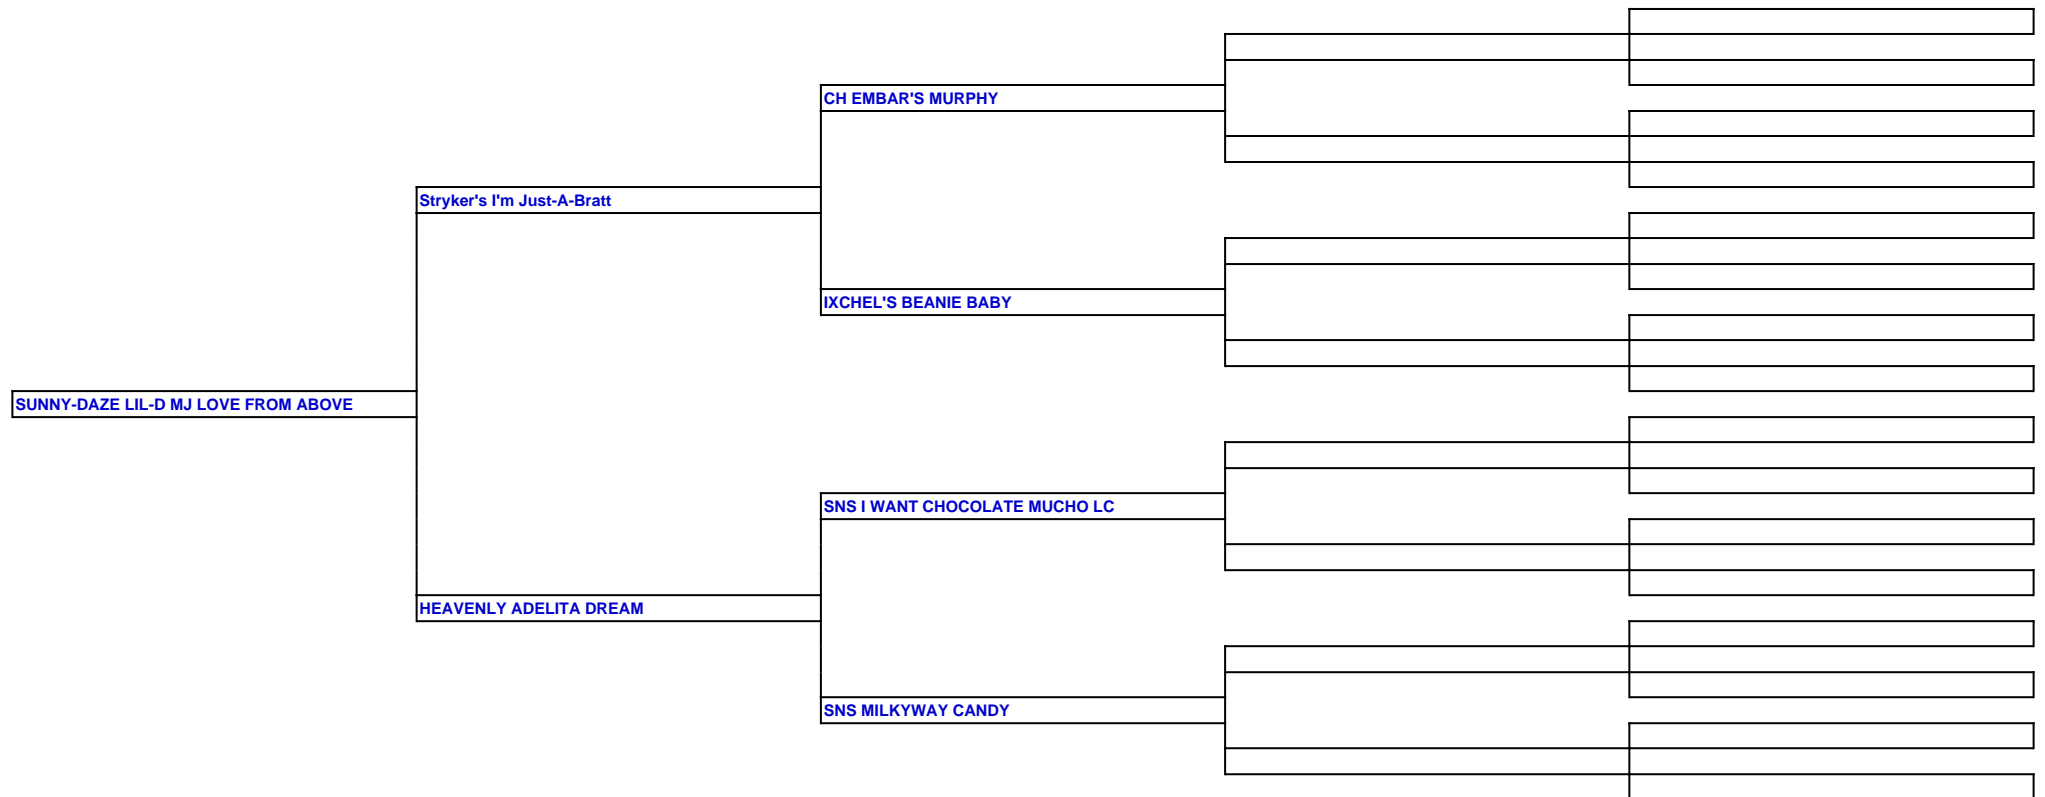 CH EMBAR'S MURPHY
Stryker's I'm Just-A-Bratt
IXCHEL'S BEANIE BABY
SUNNY-DAZE LIL-D MJ LOVE FROM ABOVE
SNS I WANT CHOCOLATE MUCHO LC
HEAVENLY ADELITA DREAM
SNS MILKYWAY CANDY